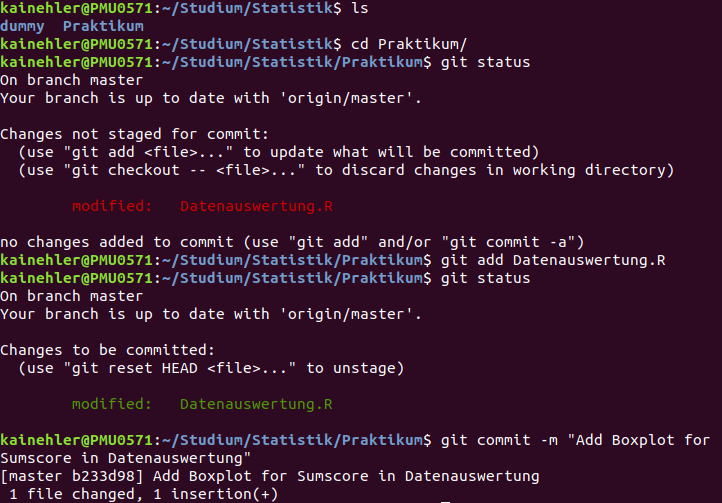 kainehler@PMU0571:~/Studium/Statistik$ ls
dummy  Praktikum
kainehler@PMU0571:~/Studium/Statistik$ cd Praktikum/
kainehler@PMU0571:~/Studium/Statistik/Praktikum$ git status
On branch master
Your branch is up to date with 'origin/master'.
Changes not staged for commit:
  (use "git add <file>..." to update what will be committed)
  (use "git checkout -- <file>..." to discard changes in working directory)
        modified:   Datenauswertung.R
no changes added to commit (use "git add" and/or "git commit -a")
kainehler@PMU0571:~/Studium/Statistik/Praktikum$ git add Datenauswertung.R
kainehler@PMU0571:~/Studium/Statistik/Praktikum$ git status
On branch master
Your branch is up to date with 'origin/master'.
Changes to be committed:
  (use "git reset HEAD <file>..." to unstage)
        modified:   Datenauswertung.R
kainehler@PMU0571:~/Studium/Statistik/Praktikum$ git commit -m "Add Boxplot for
Sumscore in Datenauswertung"
[master b233d98] Add Boxplot for Sumscore in Datenauswertung
 1 file changed, 1 insertion(+)